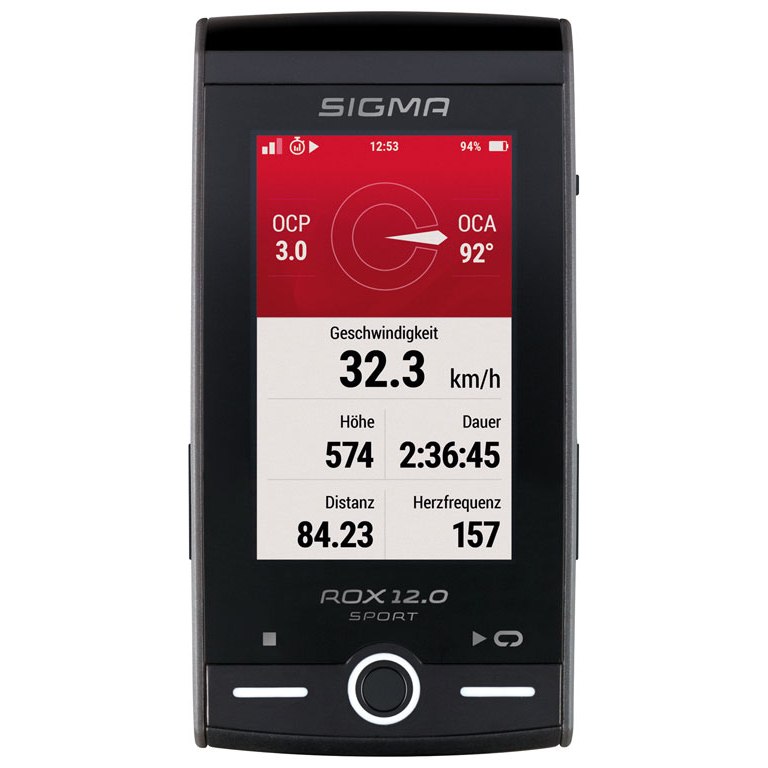 SIGMA
12:53 94%
OCP OCA
3.0 92°
Geschwindigkeit
32.3 km/h
Höhe Dauer
574 2:36:45
Distanz Herzfrequenz
84.23 157
ROX 12.0
SPORT